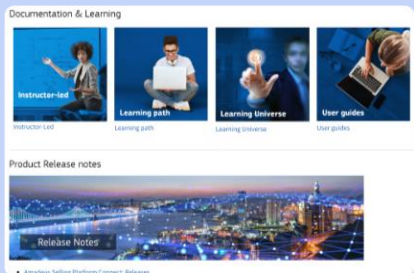 Documentation & Learning
Instructor-led
Learning path
Learning Universe
User guides
Instructor-Led
Learning path
Learning Universe
User guides
Product Release notes
Release Notes
Amadeus Selling Platform Connect: Releases